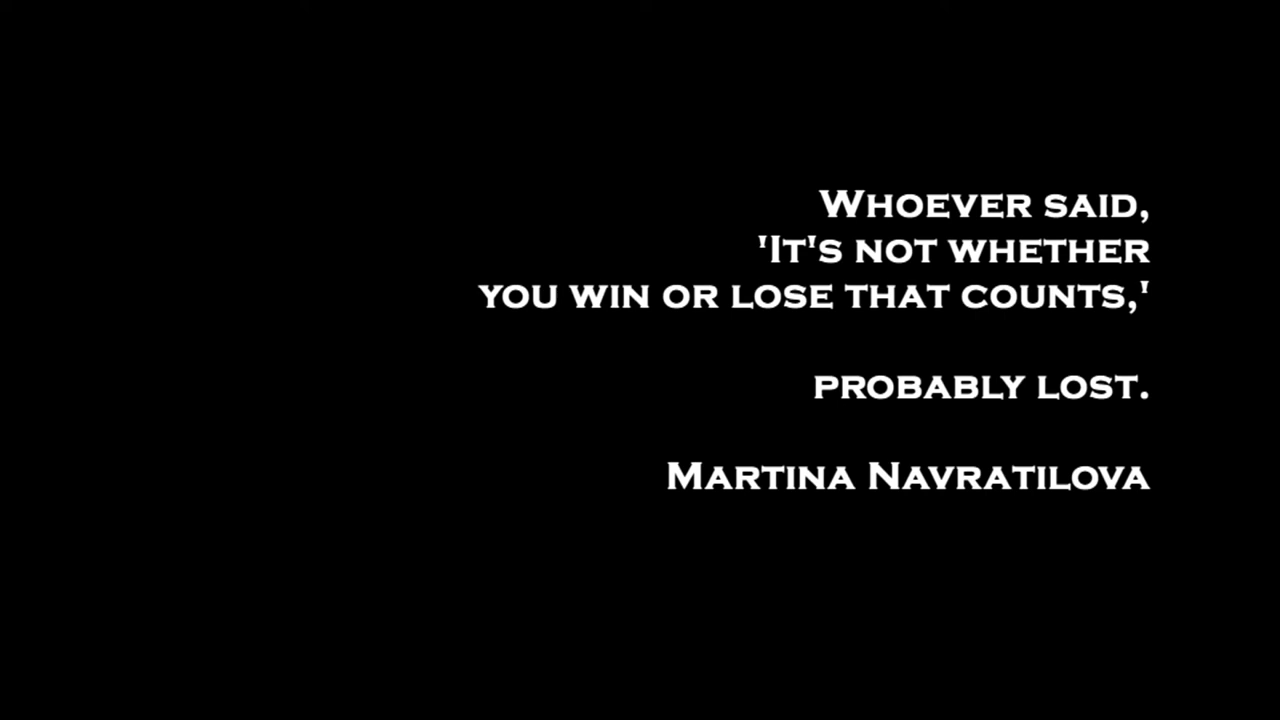 Whoever said,
'It's not whether
you win or lose that counts,'
probably lost.
Martina Navratilova